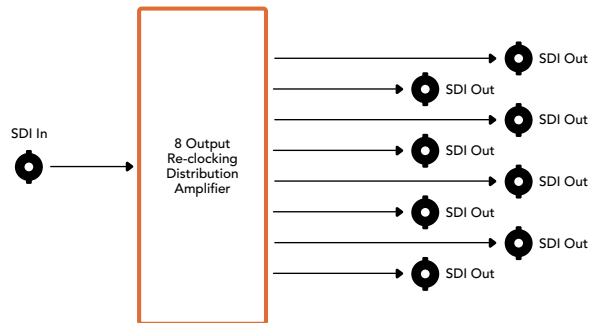 SDI In
8 Output
Re-clocking
Distribution
Amplifier
SDI Out
SDI Out
SDI Out
SDI Out
SDI Out
SDI Out
SDI Out
SDI Out